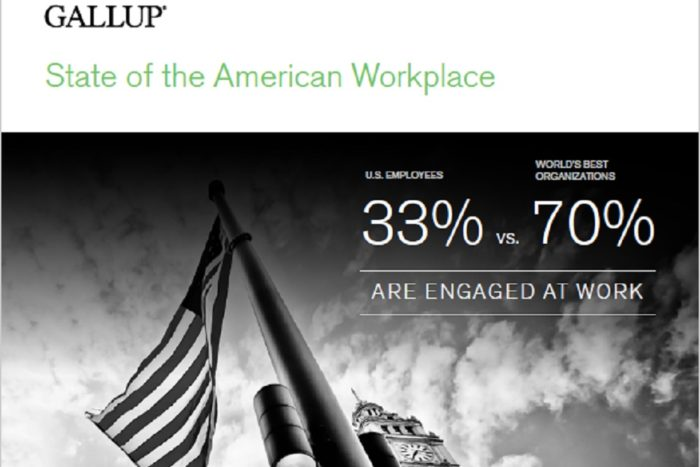 GALLUP®
State of the American Workplace
U.S. EMPLOYEES
WORLD'S BEST
ORGANIZATIONS
33% vs. 70%
ARE ENGAGED AT WORK